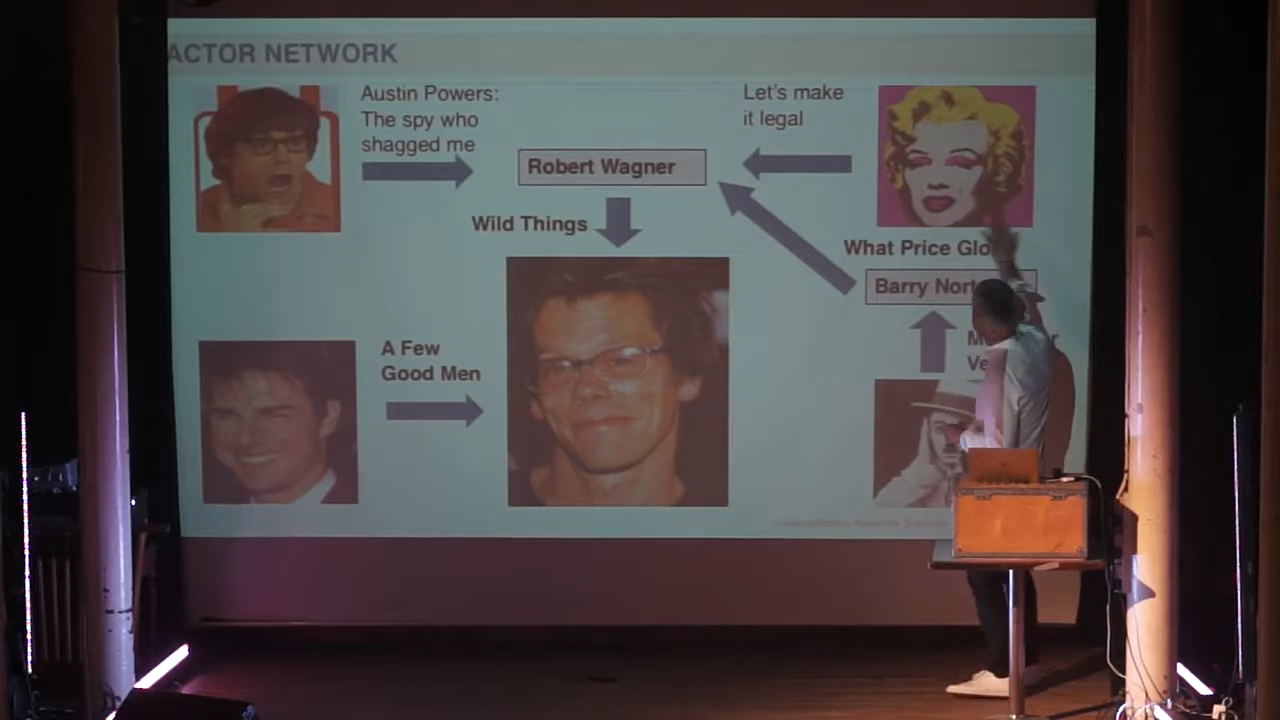 ACTOR NETWORK
Austin Powers:
The spy who
shagged me
Let's make
it legal
Robert Wagner
Wild Things
What Price Glo
Barry Nort
A Few
Good Men